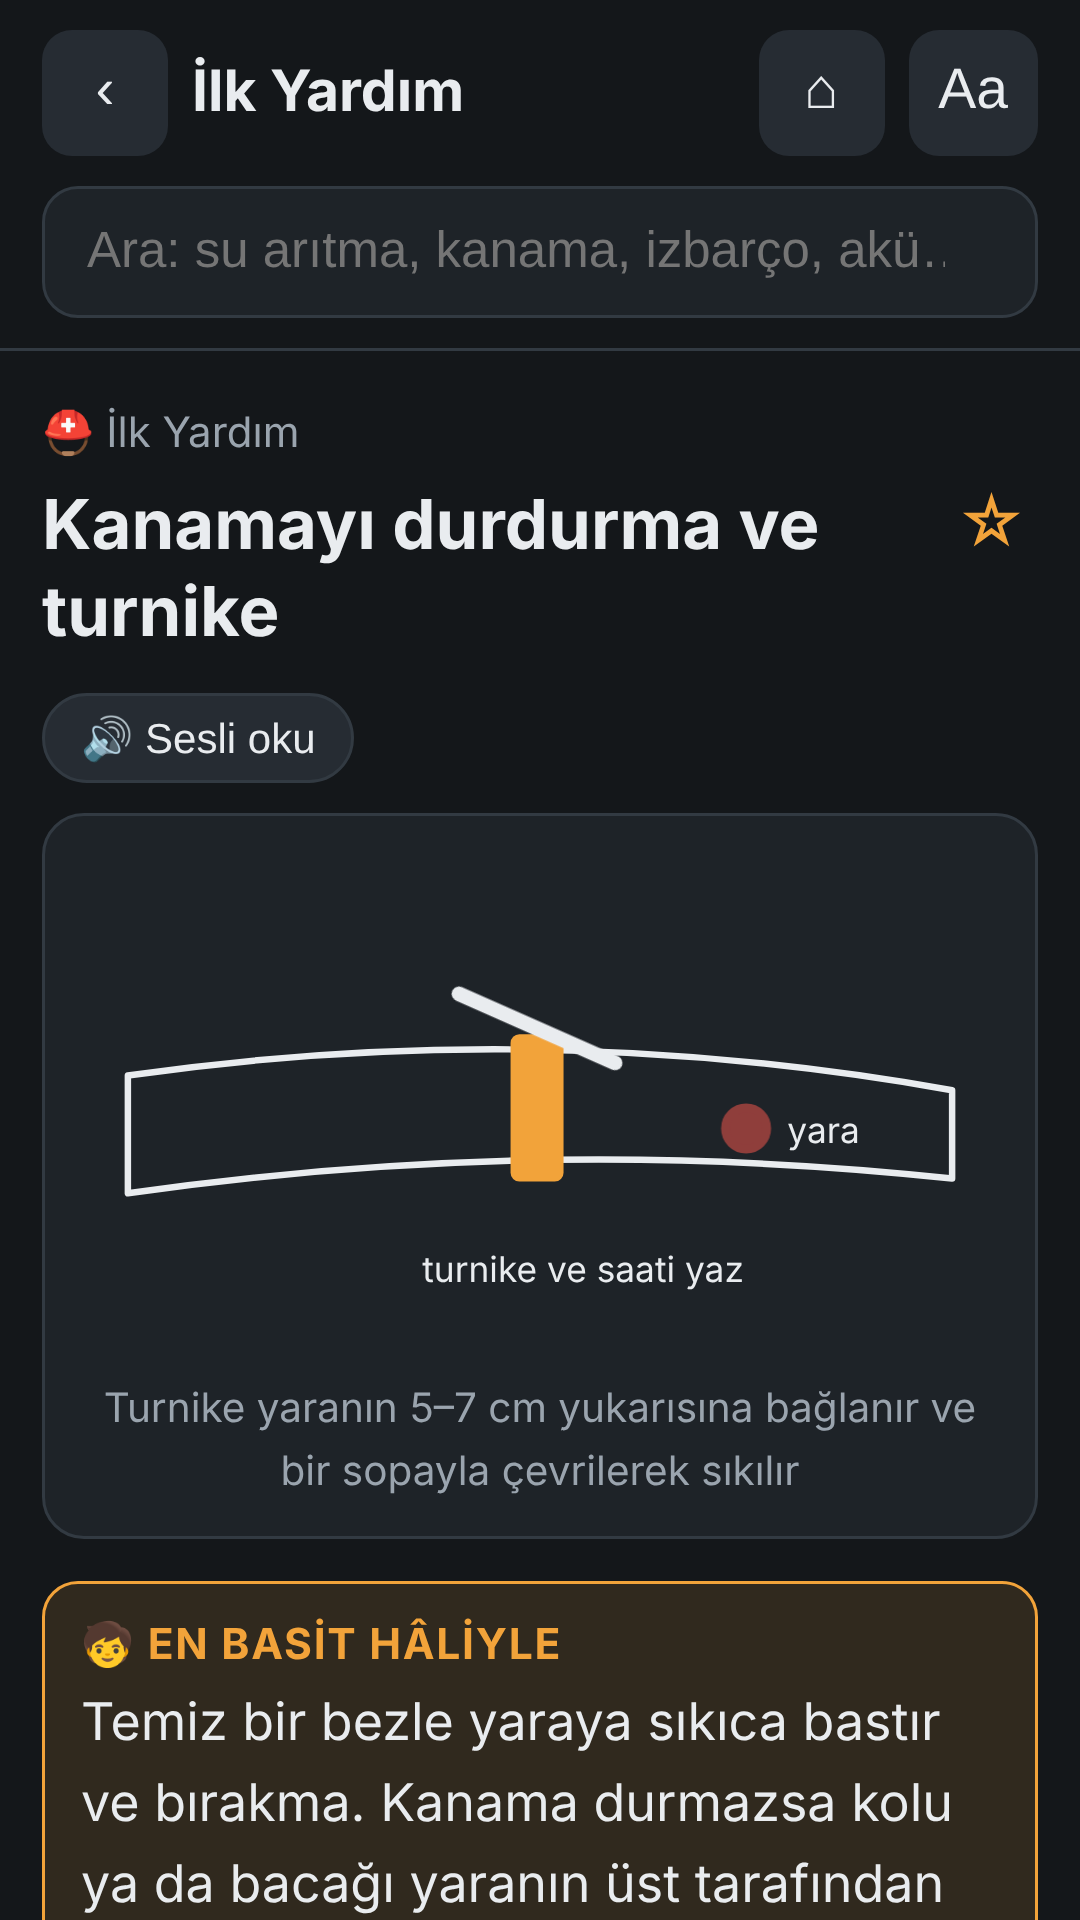 ‹ İlk Yardım ⌂ Aa
Ara: su arıtma, kanama, izbarço, akü..
İlk Yardım
Kanamayı durdurma ve
turnike
Sesli oku
yara
turnike ve saati yaz
Turnike yaranın 5–7 cm yukarısına bağlanır ve
bir sopayla çevrilerek sıkılır
EN BASİT HÂLİYLE
Temiz bir bezle yaraya sıkıca bastır
ve bırakma. Kanama durmazsa kolu
ya da bacağı yaranın üst tarafından